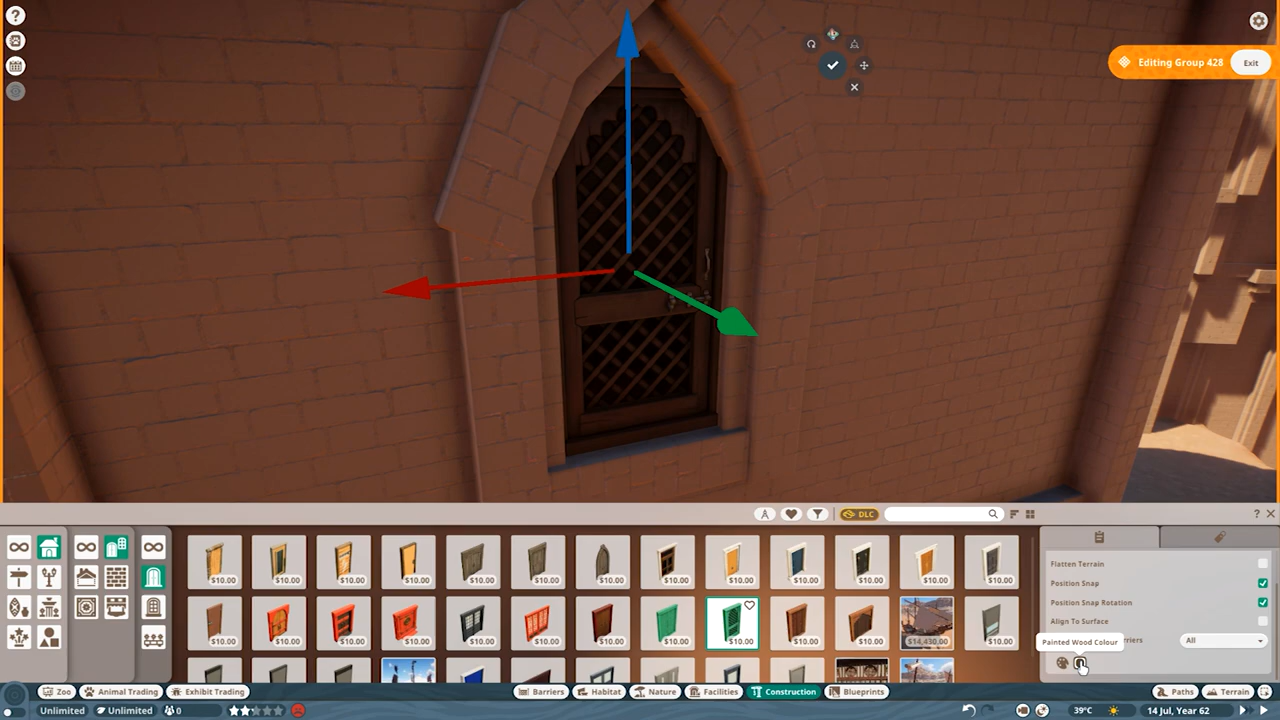 ?
Editing Group 428 Exit
DLC
? ✕
$10.00 $10.00 $10.00 $10.00 $10.00 $10.00 $10.00 $10.00 $10.00 $10.00 $10.00 $10.00 $10.00
$10.00 $10.00 $10.00 $10.00 $10.00 $10.00 $10.00 $10.00 $10.00 $10.00 $10.00 $14,430.00 $10.00
Flatten Terrain
Position Snap
Position Snap Rotation
Align To Surface
All
Painted Wood Colour
Zoo Animal Trading Exhibit Trading Barriers Habitat Nature Facilities Construction Blueprints Paths Terrain
Unlimited Unlimited 0 39°C 14 Jul, Year 62